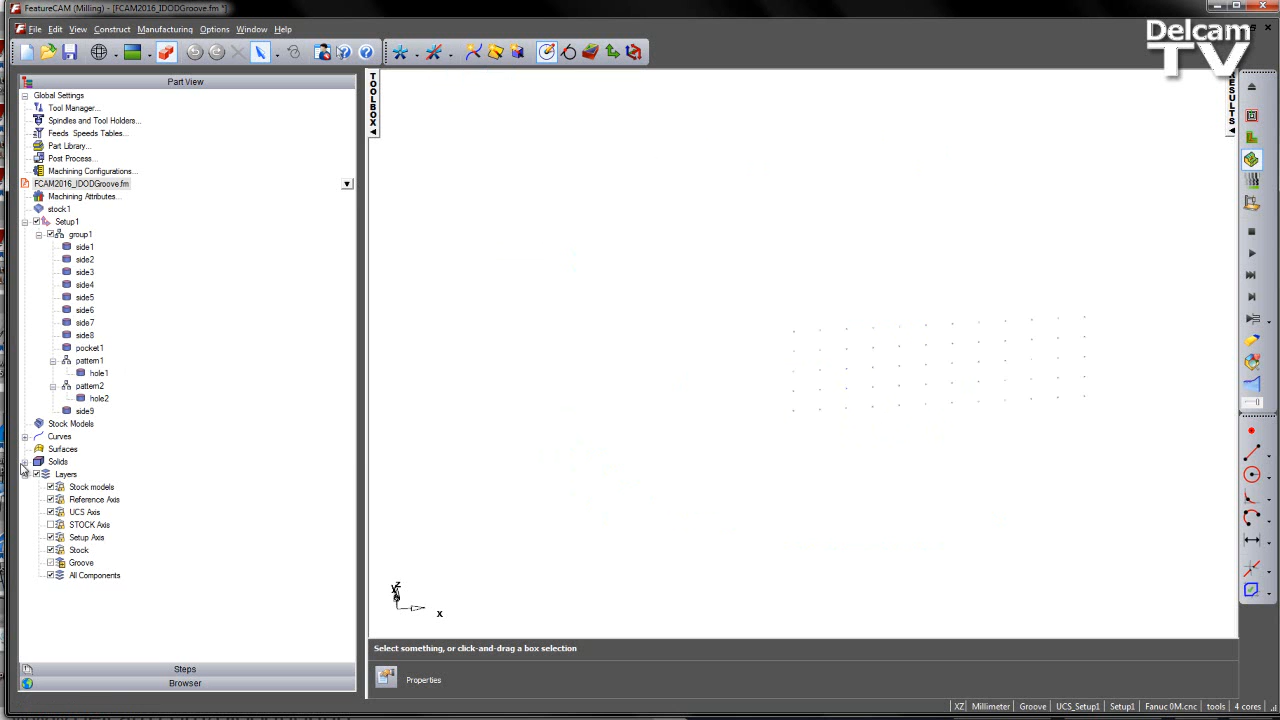 FeatureCAM (Milling) - [FCAM2016_IDODGroove.fm *]
File Edit View Construct Manufacturing Options Window Help
Delcam
TV
Part View
TOOLBOX
RESULTS
Global Settings
Tool Manager...
Spindles and Tool Holders...
Feeds Speeds Tables...
Part Library...
Post Process...
Machining Configurations...
FCAM2016_IDODGroove.fm
Machining Attributes...
stock1
Setup1
group1
side1
side2
side3
side4
side5
side6
side7
side8
pocket1
pattern1
hole1
pattern2
hole2
side9
Stock Models
Curves
Surfaces
Solids
Layers
Stock models
Reference Axis
UCS Axis
STOCK Axis
Setup Axis
Stock
Groove
All Components
z
x
Select something, or click-and-drag a box selection
Steps
Properties
Browser
XZ Millimeter Groove UCS_Setup1 Setup1 Fanuc 0M.cnc tools 4 cores